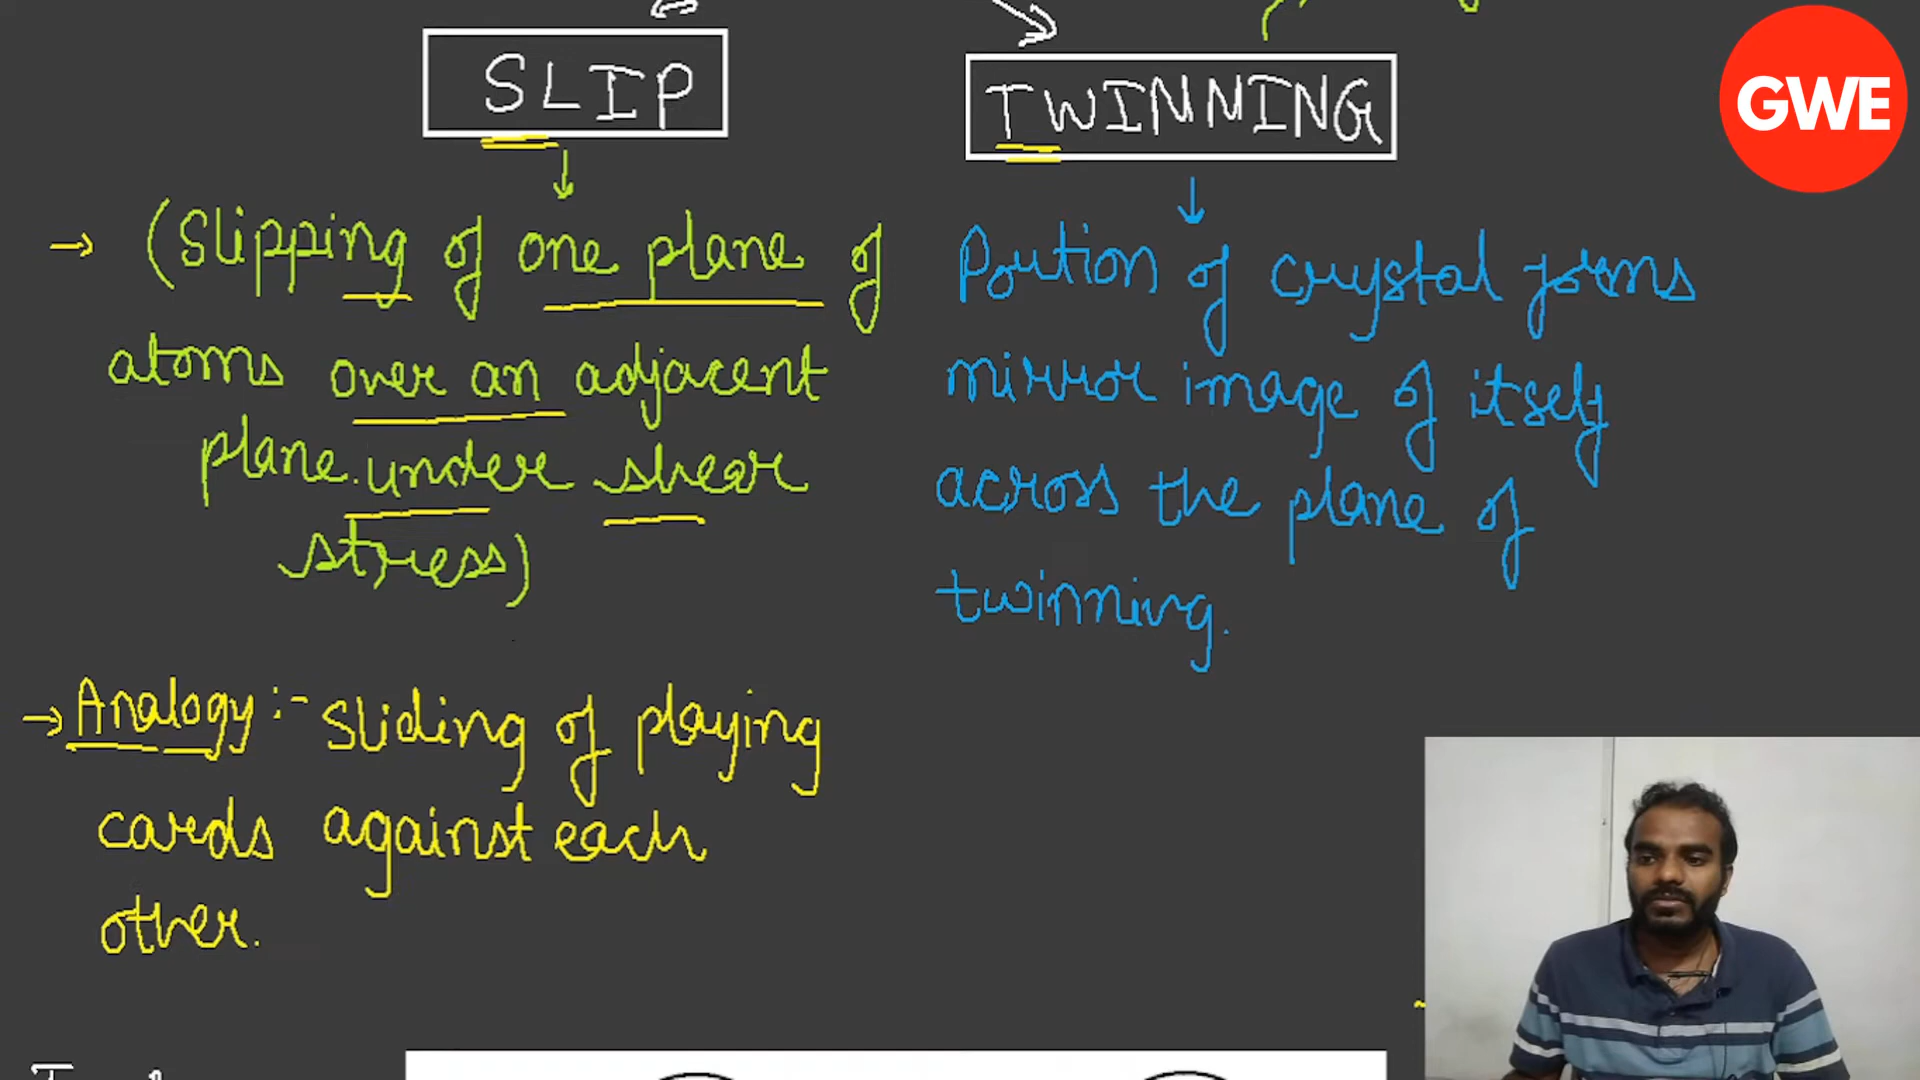 SLIP
TWINNING
GWE
→ (Slipping of one plane of
atoms over an adjacent
plane. under shear
stress)
Portion of crystal forms
mirror image of itself
across the plane of
twinning.
→ Analogy :- Sliding of playing
cards against each
other.